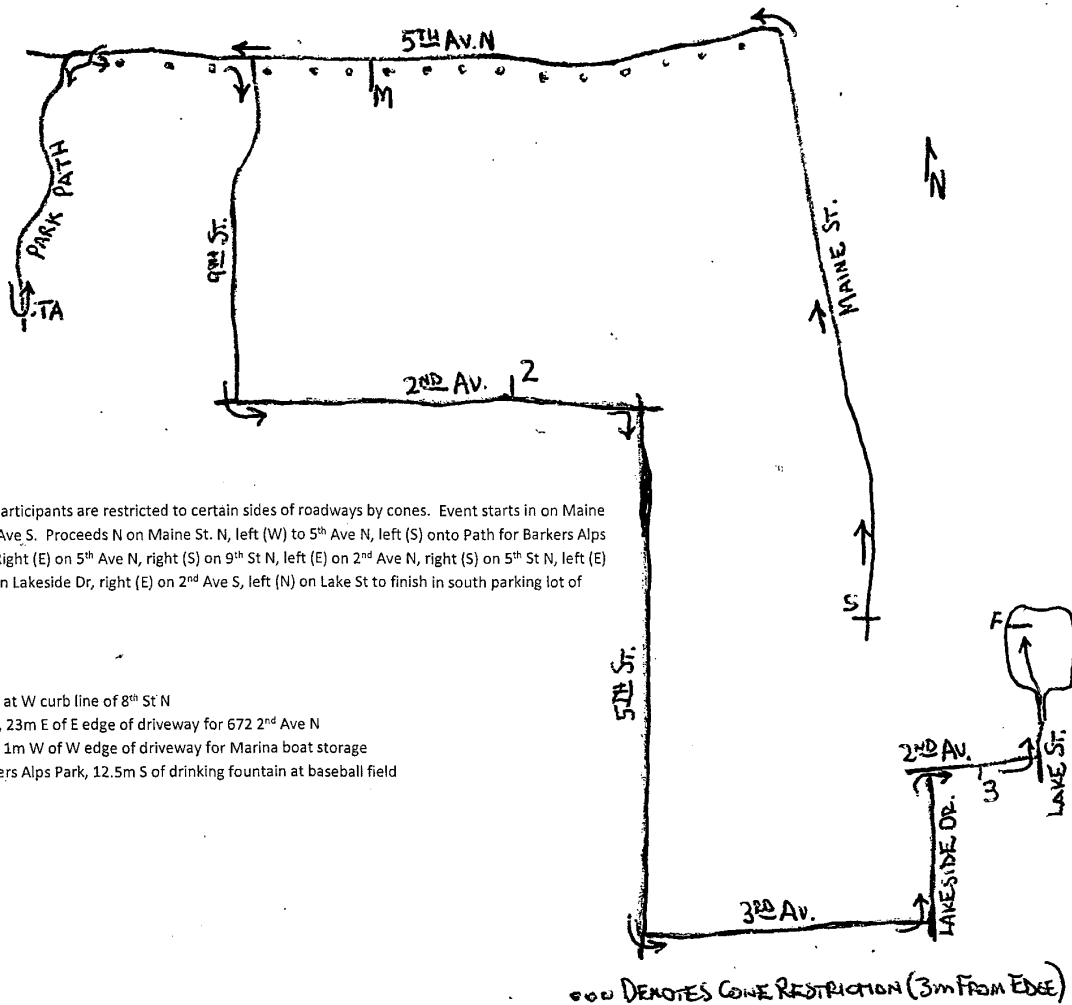 5TH AV. N
M
N
PARK PATH
9TH ST.
MAINE ST.
TA
2ND AV.
2
articipants are restricted to certain sides of roadways by cones. Event starts in on Maine
Ave S. Proceeds N on Maine St. N, left (W) to 5th Ave N, left (S) onto Path for Barkers Alps
Right (E) on 5th Ave N, right (S) on 9th St N, left (E) on 2nd Ave N, right (S) on 5th St N, left (E)
n Lakeside Dr, right (E) on 2nd Ave S, left (N) on Lake St to finish in south parking lot of
S
F
5TH ST.
at W curb line of 8th St N
, 23m E of E edge of driveway for 672 2nd Ave N
1m W of W edge of driveway for Marina boat storage
ers Alps Park, 12.5m S of drinking fountain at baseball field
2ND AV.
3
LAKE ST.
LAKESIDE DR.
3RD AV.
ooo DENOTES CONE RESTRICTION (3m FROM EDGE)